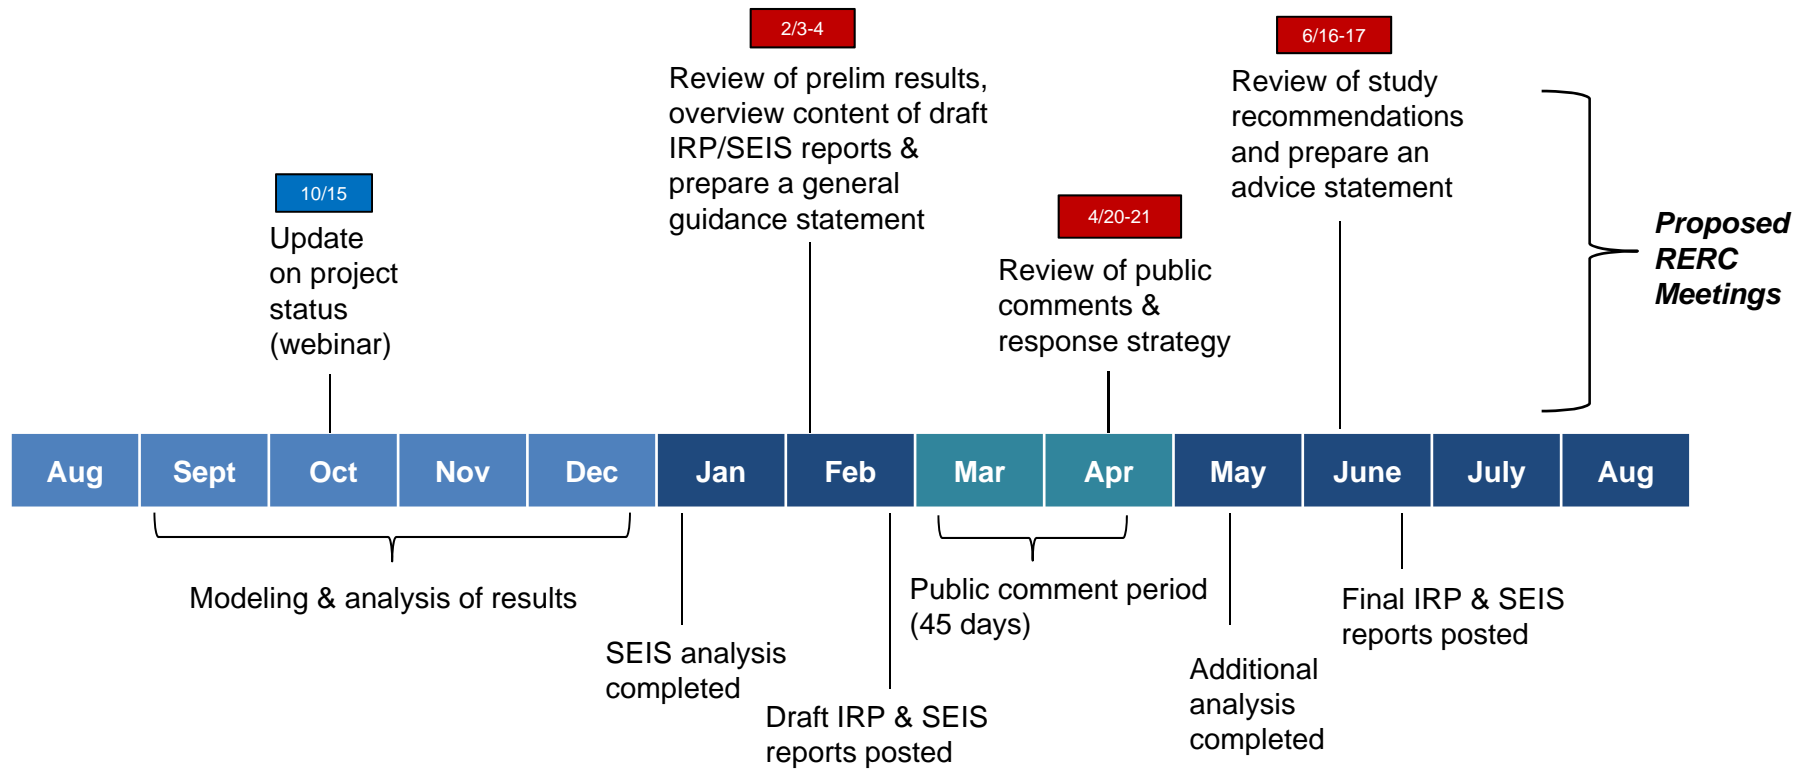 2/3-4
Review of prelim results,
overview content of draft
IRP/SEIS reports &
prepare a general
guidance statement
6/16-17
Review of study
recommendations
and prepare an
advice statement
10/15
Update
on project
status
(webinar)
4/20-21
Review of public
comments &
response strategy
Proposed
RERC
Meetings
Aug Sept Oct Nov Dec Jan Feb Mar Apr May June July Aug
Modeling & analysis of results
SEIS analysis
completed
Draft IRP & SEIS
reports posted
Public comment period
(45 days)
Additional
analysis
completed
Final IRP & SEIS
reports posted